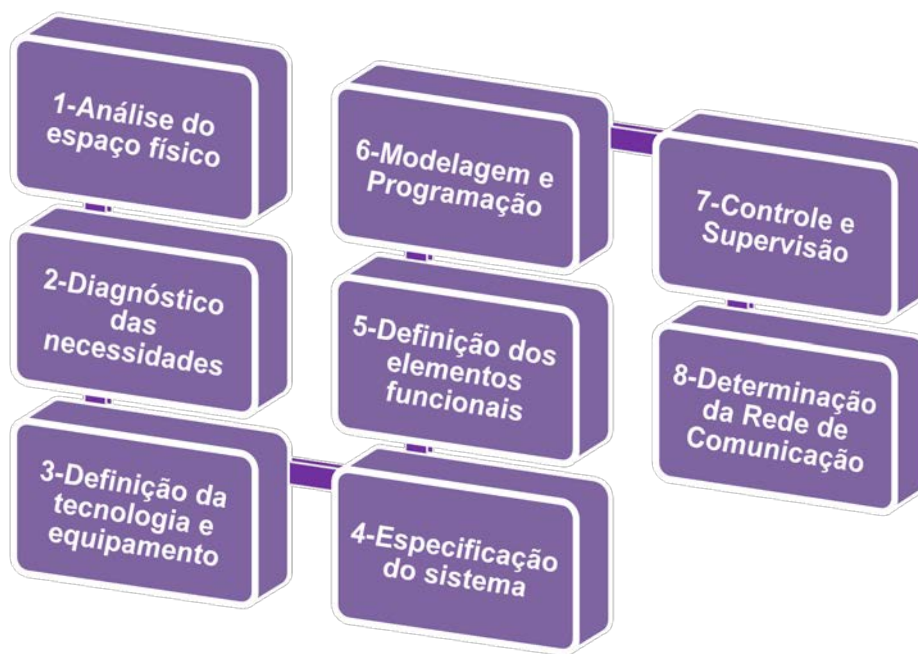 1-Análise do
espaço físico
2-Diagnóstico
das
necessidades
3-Definição da
tecnologia e
equipamento
4-Especificação
do sistema
5-Definição dos
elementos
funcionais
6-Modelagem e
Programação
7-Controle e
Supervisão
8-Determinação
da Rede de
Comunicação